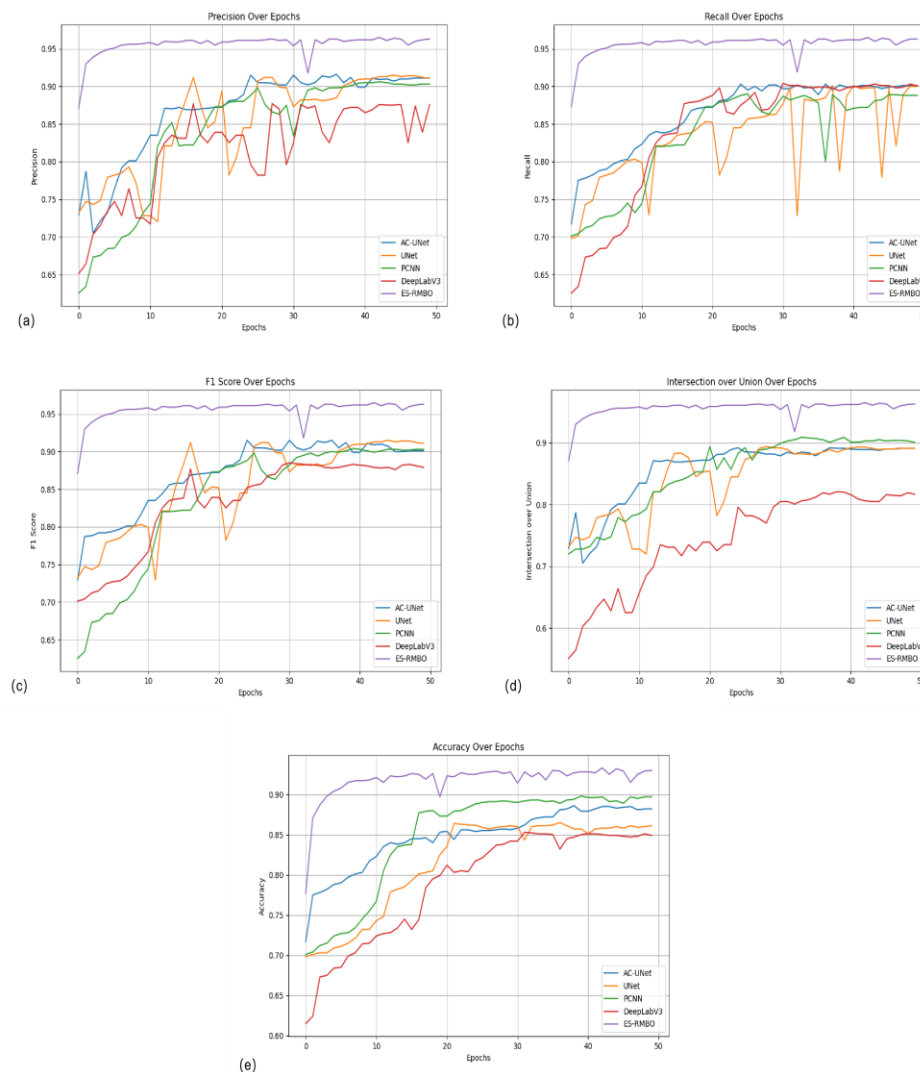 Precision Over Epochs
0.95
0.90
0.85
0.80
0.75
0.70
0.65
Precision
0 10 20 30 40 50
Epochs
AC-UNet
UNet
PCNN
DeepLabV3
ES-RMBO
(a)
Recall Over Epochs
0.95
0.90
0.85
0.80
0.75
0.70
0.65
Recall
0 10 20 30 40 50
Epochs
AC-UNet
UNet
PCNN
DeepLabV3
ES-RMBO
(b)
F1 Score Over Epochs
0.95
0.90
0.85
0.80
0.75
0.70
0.65
F1 Score
0 10 20 30 40 50
Epochs
AC-UNet
UNet
PCNN
DeepLabV3
ES-RMBO
(c)
Intersection over Union Over Epochs
0.9
0.8
0.7
0.6
Intersection over Union
0 10 20 30 40 50
Epochs
AC-UNet
UNet
PCNN
DeepLabV3
ES-RMBO
(d)
Accuracy Over Epochs
0.90
0.85
0.80
0.75
0.70
0.65
0.60
Accuracy
0 10 20 30 40 50
Epochs
AC-UNet
UNet
PCNN
DeepLabV3
ES-RMBO
(e)